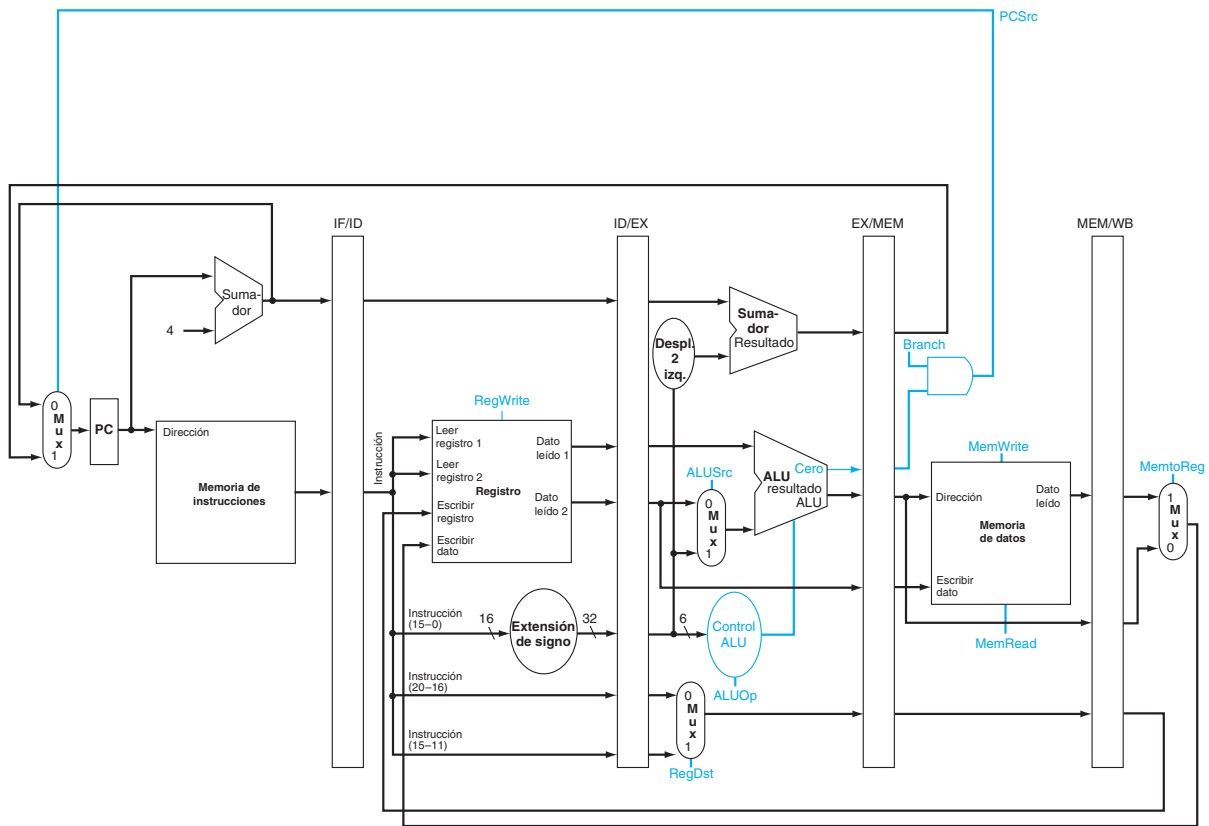 PCSrc
IF/ID
ID/EX
EX/MEM
MEM/WB
Suma-
dor
4
Suma-
dor
Resultado
Despl.
2
izq.
Branch
0
M
u
x
1
PC
Dirección
Memoria de
instrucciones
Instrucción
RegWrite
Leer
registro 1
Leer
registro 2
Escribir
registro
Escribir
dato
Registro
Dato
leído 1
Dato
leído 2
ALUSrc
0
M
u
x
1
Cero
ALU
resultado
ALU
MemWrite
Dirección
Dato
leído
Memoria
de datos
Escribir
dato
MemRead
MemtoReg
1
M
u
x
0
Instrucción
(15–0)
16
Extensión
de signo
32
6
Control
ALU
ALUOp
Instrucción
(20–16)
Instrucción
(15–11)
0
M
u
x
1
RegDst